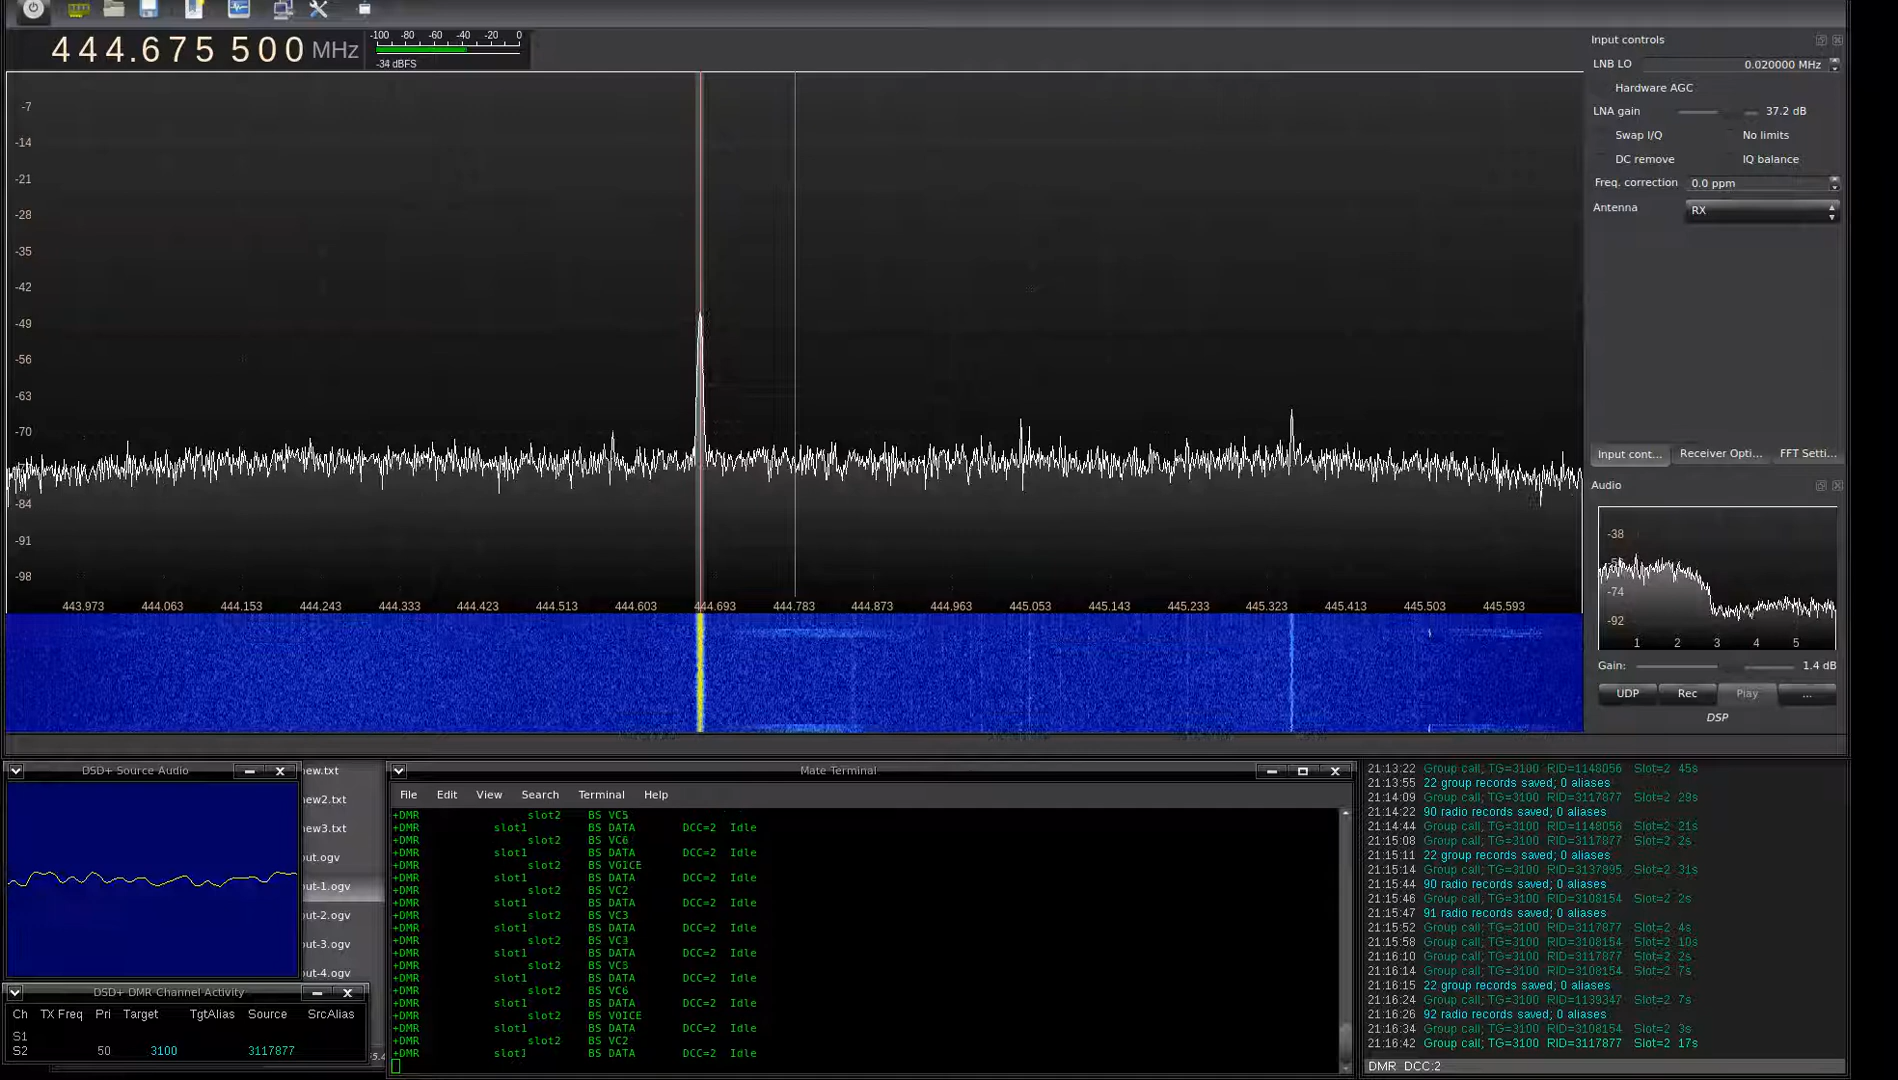 444.675 500 MHz
-100 -80 -60 -40 -20 0
-34 dBFS
-7
-14
-21
-28
-35
-42
-49
-56
-63
-70
-84
-91
-98
443.973 444.063 444.153 444.243 444.333 444.423 444.513 444.603 444.693 444.783 444.873 444.963 445.053 445.143 445.233 445.323 445.413 445.503 445.593
Input controls
LNB LO 0.020000 MHz
Hardware AGC
LNA gain 37.2 dB
Swap I/Q No limits
DC remove IQ balance
Freq. correction 0.0 ppm
Antenna RX
Input cont... Receiver Opti... FFT Setti...
Audio
-38
-74
-92
1 2 3 4 5
Gain: 1.4 dB
UDP Rec Play ...
DSP
DSD+ Source Audio
new.txt
new2.txt
new3.txt
out.ogv
out-1.ogv
out-2.ogv
out-3.ogv
out-4.ogv
DSD+ DMR Channel Activity
Ch TX Freq Pri Target TgtAlias Source SrcAlias
S1
S2 50 3100 3117877
Mate Terminal
File Edit View Search Terminal Help
+DMR slot2 BS VC5
+DMR slot1 BS DATA DCC=2 Idle
+DMR slot2 BS VC6
+DMR slot1 BS DATA DCC=2 Idle
+DMR slot2 BS VOICE
+DMR slot1 BS DATA DCC=2 Idle
+DMR slot2 BS VC2
+DMR slot1 BS DATA DCC=2 Idle
+DMR slot2 BS VC3
+DMR slot1 BS DATA DCC=2 Idle
+DMR slot2 BS VC3
+DMR slot1 BS DATA DCC=2 Idle
+DMR slot2 BS VC3
+DMR slot1 BS DATA DCC=2 Idle
+DMR slot2 BS VC6
+DMR slot1 BS DATA DCC=2 Idle
+DMR slot2 BS VOICE
+DMR slot1 BS DATA DCC=2 Idle
+DMR slot2 BS VC2
+DMR slot1 BS DATA DCC=2 Idle
21:13:22 Group call; TG=3100 RID=1148056 Slot=2 45s
21:13:55 22 group records saved; 0 aliases
21:14:09 Group call; TG=3100 RID=3117877 Slot=2 29s
21:14:22 90 radio records saved; 0 aliases
21:14:44 Group call; TG=3100 RID=1148056 Slot=2 21s
21:15:08 Group call; TG=3100 RID=3117877 Slot=2 2s
21:15:11 22 group records saved; 0 aliases
21:15:14 Group call; TG=3100 RID=3137895 Slot=2 31s
21:15:44 90 radio records saved; 0 aliases
21:15:46 Group call; TG=3100 RID=3108154 Slot=2 2s
21:15:47 91 radio records saved; 0 aliases
21:15:52 Group call; TG=3100 RID=3117877 Slot=2 4s
21:15:58 Group call; TG=3100 RID=3108154 Slot=2 10s
21:16:10 Group call; TG=3100 RID=3117877 Slot=2 2s
21:16:14 Group call; TG=3100 RID=3108154 Slot=2 7s
21:16:15 22 group records saved; 0 aliases
21:16:24 Group call; TG=3100 RID=1139347 Slot=2 7s
21:16:26 92 radio records saved; 0 aliases
21:16:34 Group call; TG=3100 RID=3108154 Slot=2 3s
21:16:42 Group call; TG=3100 RID=3117877 Slot=2 17s
DMR DCC:2